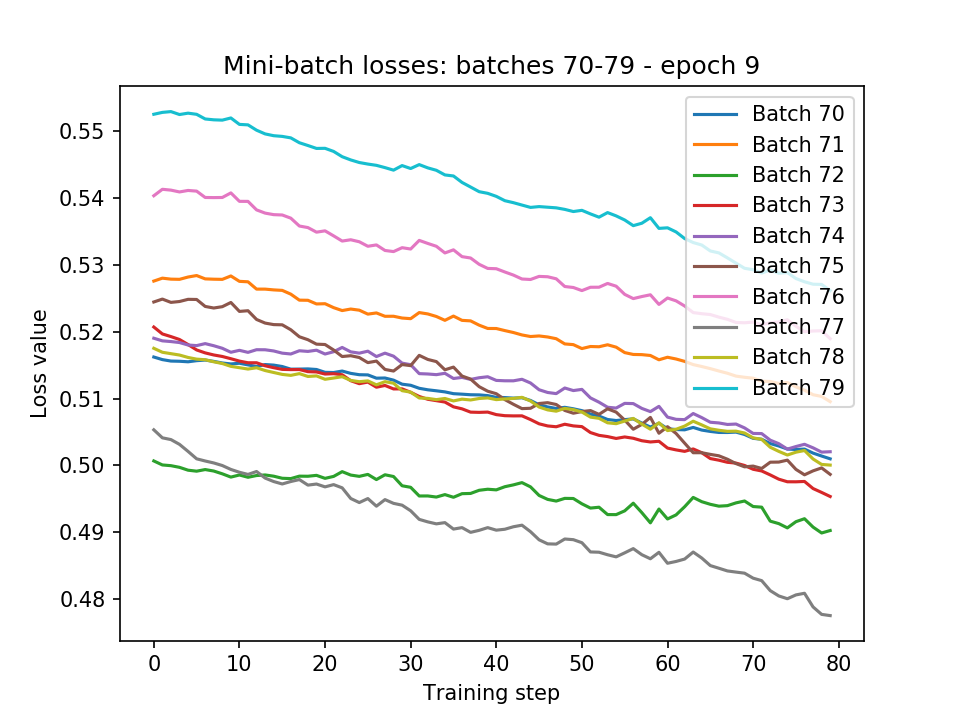 Mini-batch losses: batches 70-79 - epoch 9
Loss value
0.55
0.54
0.53
0.52
0.51
0.50
0.49
0.48
Batch 70
Batch 71
Batch 72
Batch 73
Batch 74
Batch 75
Batch 76
Batch 77
Batch 78
Batch 79
0 10 20 30 40 50 60 70 80
Training step